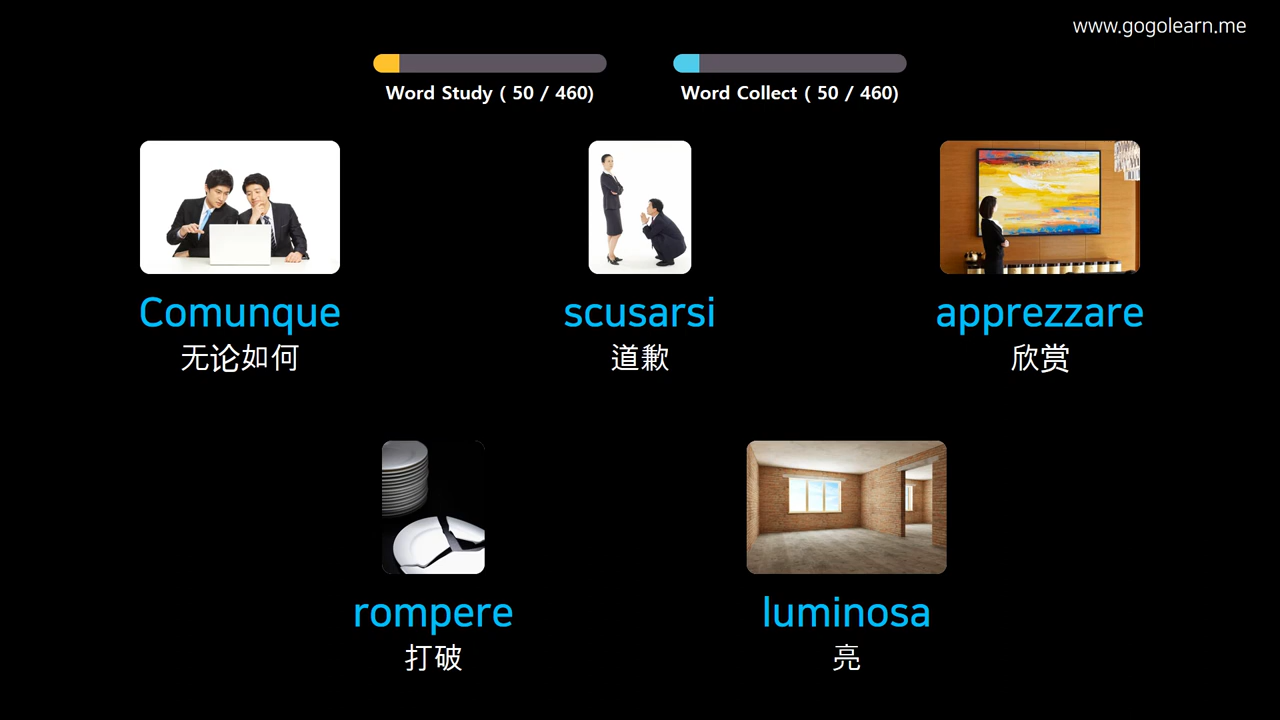 www.gogolearn.me
Word Study ( 50 / 460)
Word Collect ( 50 / 460)
Comunque
无论如何
scusarsi
道歉
apprezzare
欣赏
rompere
打破
luminosa
亮